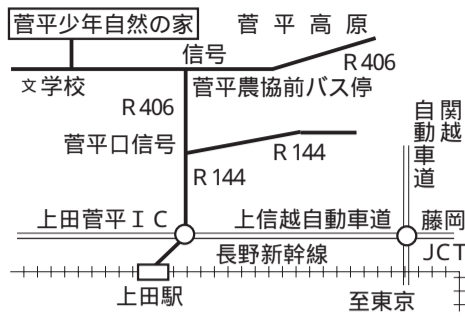 菅平少年自然の家
菅平高原
信号
R406
文学校
菅平農協前バス停
R406
関越
自動車道
菅平口信号
R144
R144
上田菅平IC
上信越自動車道
藤岡
JCT
長野新幹線
上田駅
至東京